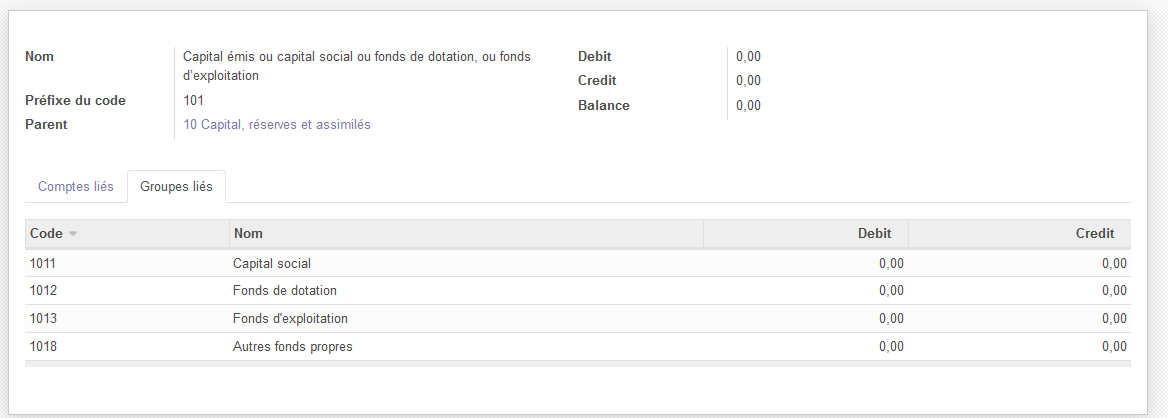 Nom Capital émis ou capital social ou fonds de dotation, ou fonds Debit 0,00
d'exploitation Credit 0,00
Préfixe du code 101 Balance 0,00
Parent 10 Capital, réserves et assimilés
Comptes liés Groupes liés
Code Nom Debit Credit
1011 Capital social 0,00 0,00
1012 Fonds de dotation 0,00 0,00
1013 Fonds d'exploitation 0,00 0,00
1018 Autres fonds propres 0,00 0,00